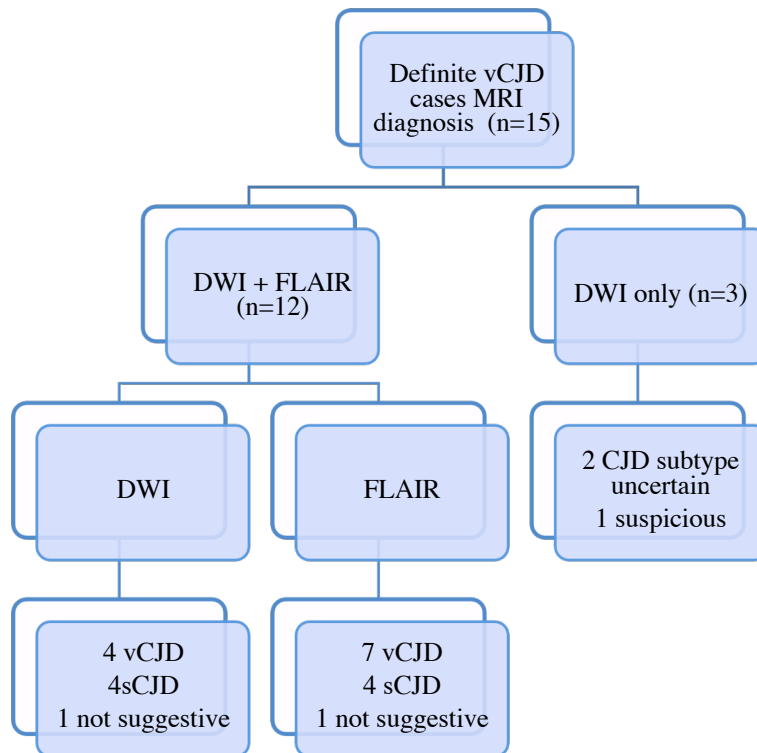 Definite vCJD
cases MRI
diagnosis (n=15)
DWI + FLAIR
(n=12)
DWI only (n=3)
DWI
FLAIR
2 CJD subtype
uncertain
1 suspicious
4 vCJD
4sCJD
1 not suggestive
7 vCJD
4 sCJD
1 not suggestive